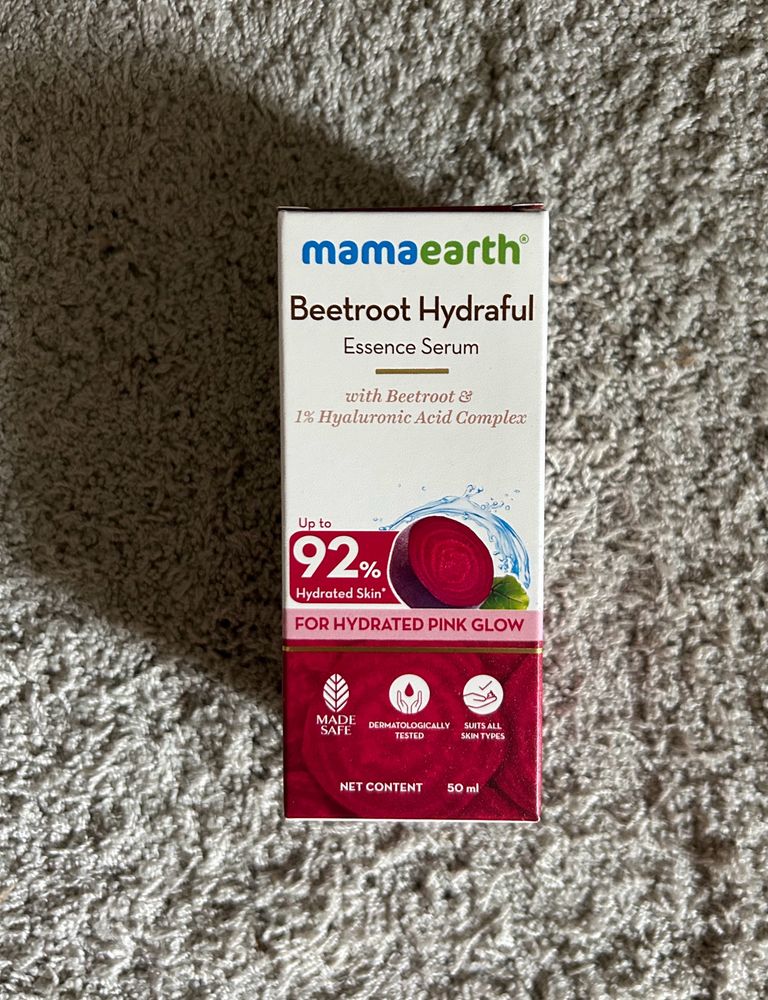 mamaearth®
Beetroot Hydraful
Essence Serum
with Beetroot &
1% Hyaluronic Acid Complex
Up to
92%
Hydrated Skin*
FOR HYDRATED PINK GLOW
MADE
SAFE
DERMATOLOGICALLY
TESTED
SUITS ALL
SKIN TYPES
NET CONTENT 50 ml